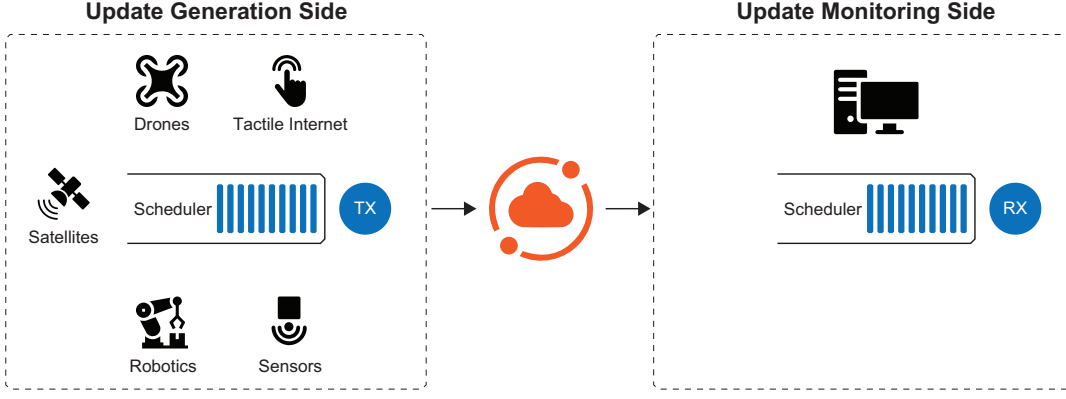 Update Generation Side
Update Monitoring Side
Drones
Tactile Internet
Satellites
Scheduler
TX
Scheduler
RX
Robotics
Sensors